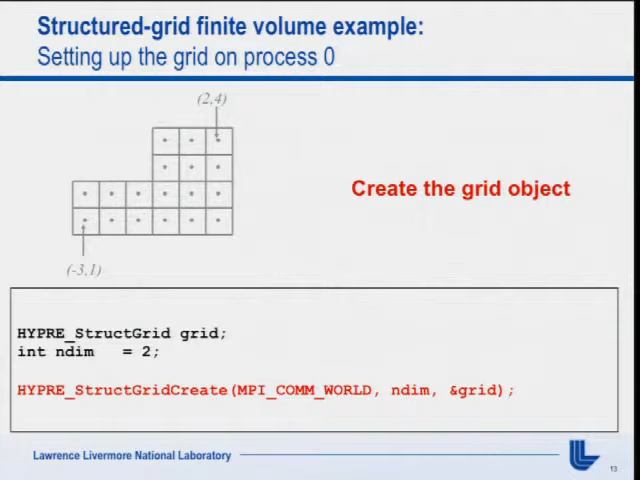 Structured-grid finite volume example:
Setting up the grid on process 0
(2,4)
Create the grid object
(-3,1)
HYPRE_StructGrid grid;
int ndim   = 2;
HYPRE_StructGridCreate(MPI_COMM_WORLD, ndim, &grid);
Lawrence Livermore National Laboratory
13